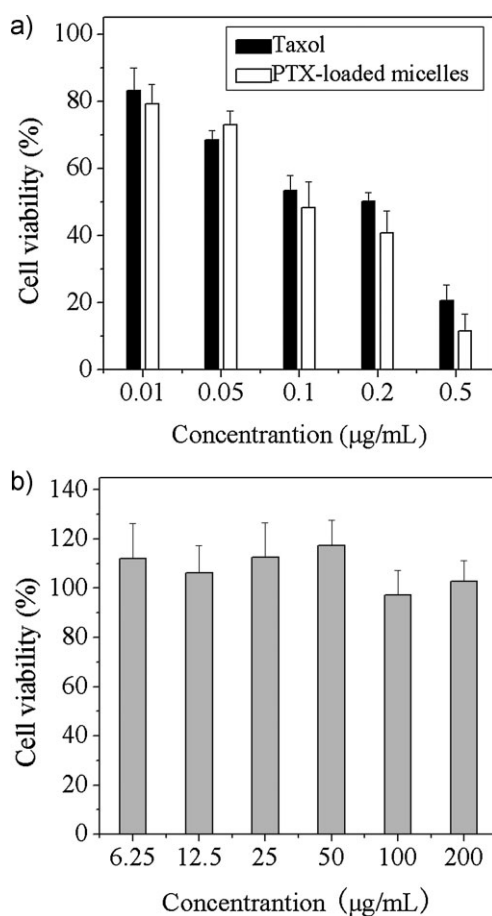 a)
Taxol
PTX-loaded micelles
Cell viability (%)
100
80
60
40
20
0
0.01 0.05 0.1 0.2 0.5
Concentrantion (μg/mL)
b)
Cell viability (%)
140
120
100
80
60
40
20
0
6.25 12.5 25 50 100 200
Concentrantion (μg/mL)